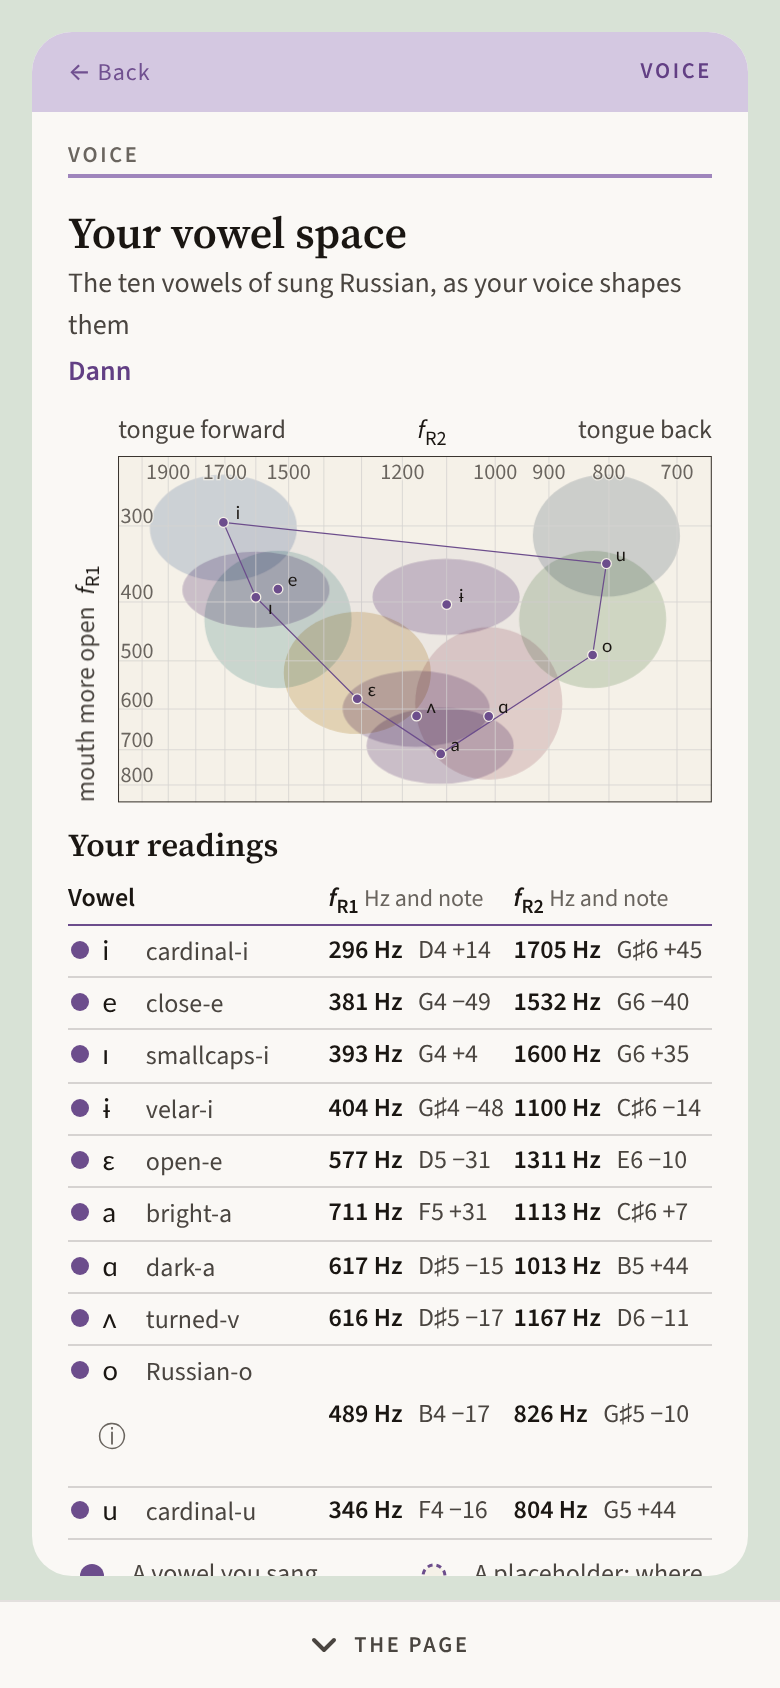 ← Back
VOICE
VOICE
Your vowel space
The ten vowels of sung Russian, as your voice shapes
them
Dann
tongue forward fR2 tongue back
1900 1700 1500 1200 1000 900 800 700
mouth more open fR1
300
400
500
600
700
800
i
u
e
ɪ
ɨ
o
ɛ
ʌ
ɑ
a
Your readings
Vowel fR1 Hz and note fR2 Hz and note
i cardinal-i 296 Hz D4 +14 1705 Hz G♯6 +45
e close-e 381 Hz G4 −49 1532 Hz G6 −40
ɪ smallcaps-i 393 Hz G4 +4 1600 Hz G6 +35
ɨ velar-i 404 Hz G♯4 −48 1100 Hz C♯6 −14
ɛ open-e 577 Hz D5 −31 1311 Hz E6 −10
a bright-a 711 Hz F5 +31 1113 Hz C♯6 +7
ɑ dark-a 617 Hz D♯5 −15 1013 Hz B5 +44
ʌ turned-v 616 Hz D♯5 −17 1167 Hz D6 −11
o Russian-o 489 Hz B4 −17 826 Hz G♯5 −10
ⓘ
u cardinal-u 346 Hz F4 −16 804 Hz G5 +44
A vowel you sang A placeholder: where
THE PAGE